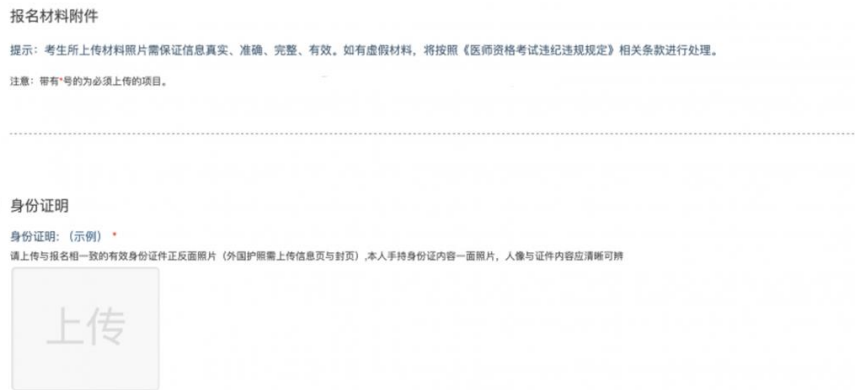 报名材料附件
提示：考生所上传材料照片需保证信息真实、准确、完整、有效。如有虚假材料，将按照《医师资格考试违纪违规规定》相关条款进行处理。
注意：带有*号的为必须上传的项目。
身份证明
身份证明:（示例） *
请上传与报名相一致的有效身份证件正反面照片（外国护照需上传信息页与封页）,本人手持身份证内容一面照片，人像与证件内容应清晰可辨
上传